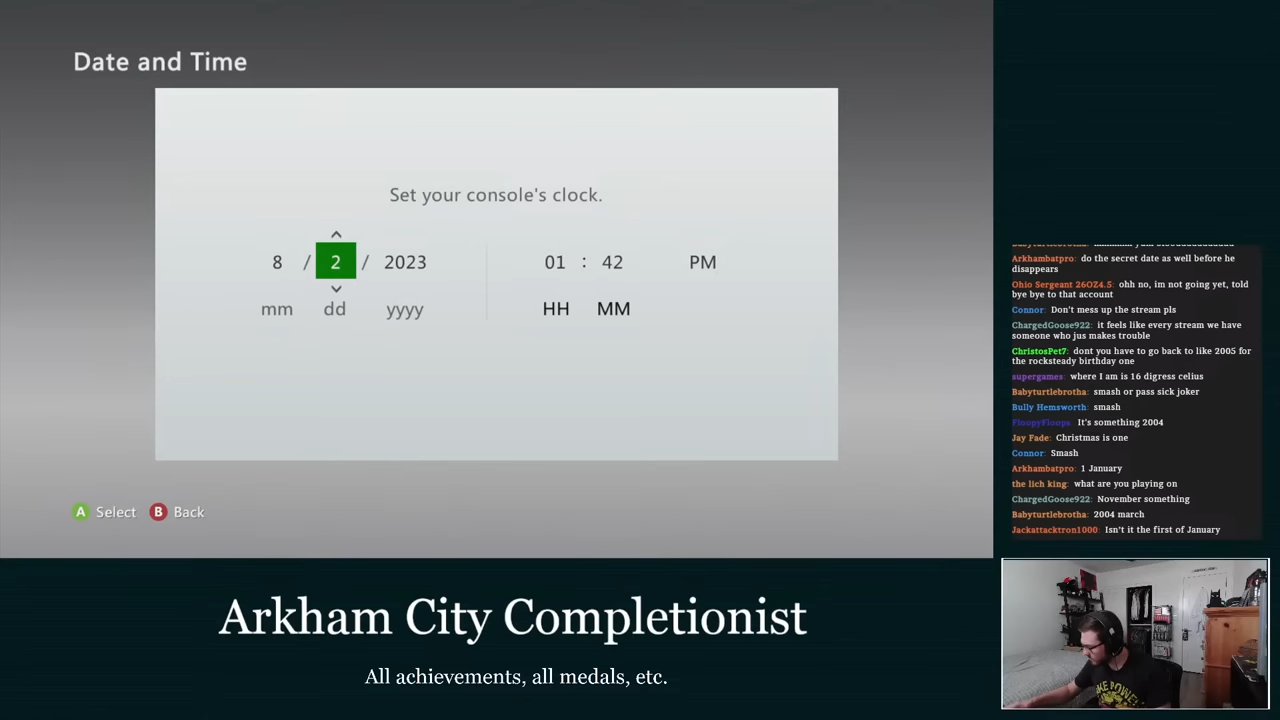 Date and Time
Set your console's clock.
8 / 2 / 2023 01 : 42 PM
mm dd yyyy HH MM
A Select B Back
Arkhambatpro: do the secret date as well before he
disappears
Ohio Sergeant 26OZ4.5: ohh no, im not going yet, told
bye bye to that account
Connor: Don't mess up the stream pls
ChargedGoose922: it feels like every stream we have
someone who jus makes trouble
ChristosPet7: dont you have to go back to like 2005 for
the rocksteady birthday one
supergames: where I am is 16 digress celius
Babyturtlebrotha: smash or pass sick joker
Bully Hemsworth: smash
FloopyFloops: It's something 2004
Jay Fade: Christmas is one
Connor: Smash
Arkhambatpro: 1 January
the lich king: what are you playing on
ChargedGoose922: November something
Babyturtlebrotha: 2004 march
Jackattacktron1000: Isn't it the first of January
Arkham City Completionist
All achievements, all medals, etc.